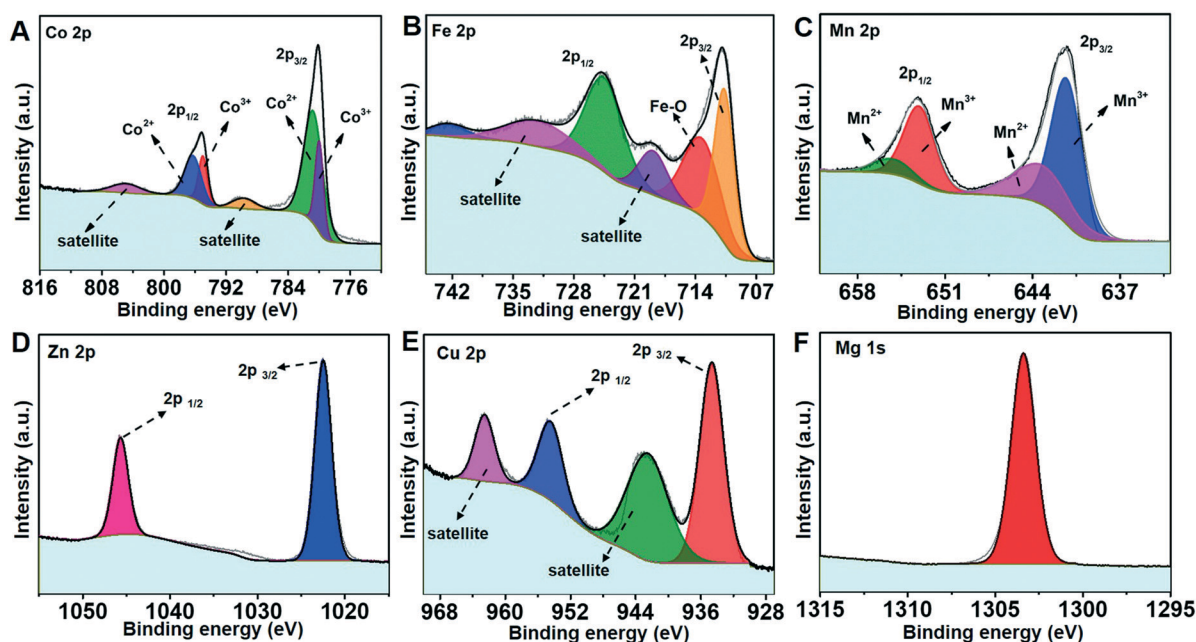 A
Co 2p
2p3/2
2p1/2
Co2+
Co3+
Co2+
Co3+
satellite
satellite
Intensity (a.u.)
816 804 792 800 788 784 776
Binding energy (eV)
B
Fe 2p
2p1/2
2p3/2
Fe-O
satellite
satellite
Intensity (a.u.)
742 735 728 721 714 707
Binding energy (eV)
C
Mn 2p
2p3/2
2p1/2
Mn2+
Mn3+
Mn2+
Mn3+
Intensity (a.u.)
658 651 644 637
Binding energy (eV)
D
Zn 2p
2p 3/2
2p 1/2
Intensity (a.u.)
1050 1040 1030 1020
Binding energy (eV)
E
Cu 2p
2p 3/2
2p 1/2
satellite
satellite
Intensity (a.u.)
968 960 952 944 936 928
Binding energy (eV)
F
Mg 1s
Intensity (a.u.)
1315 1310 1305 1300 1295
Binding energy (eV)